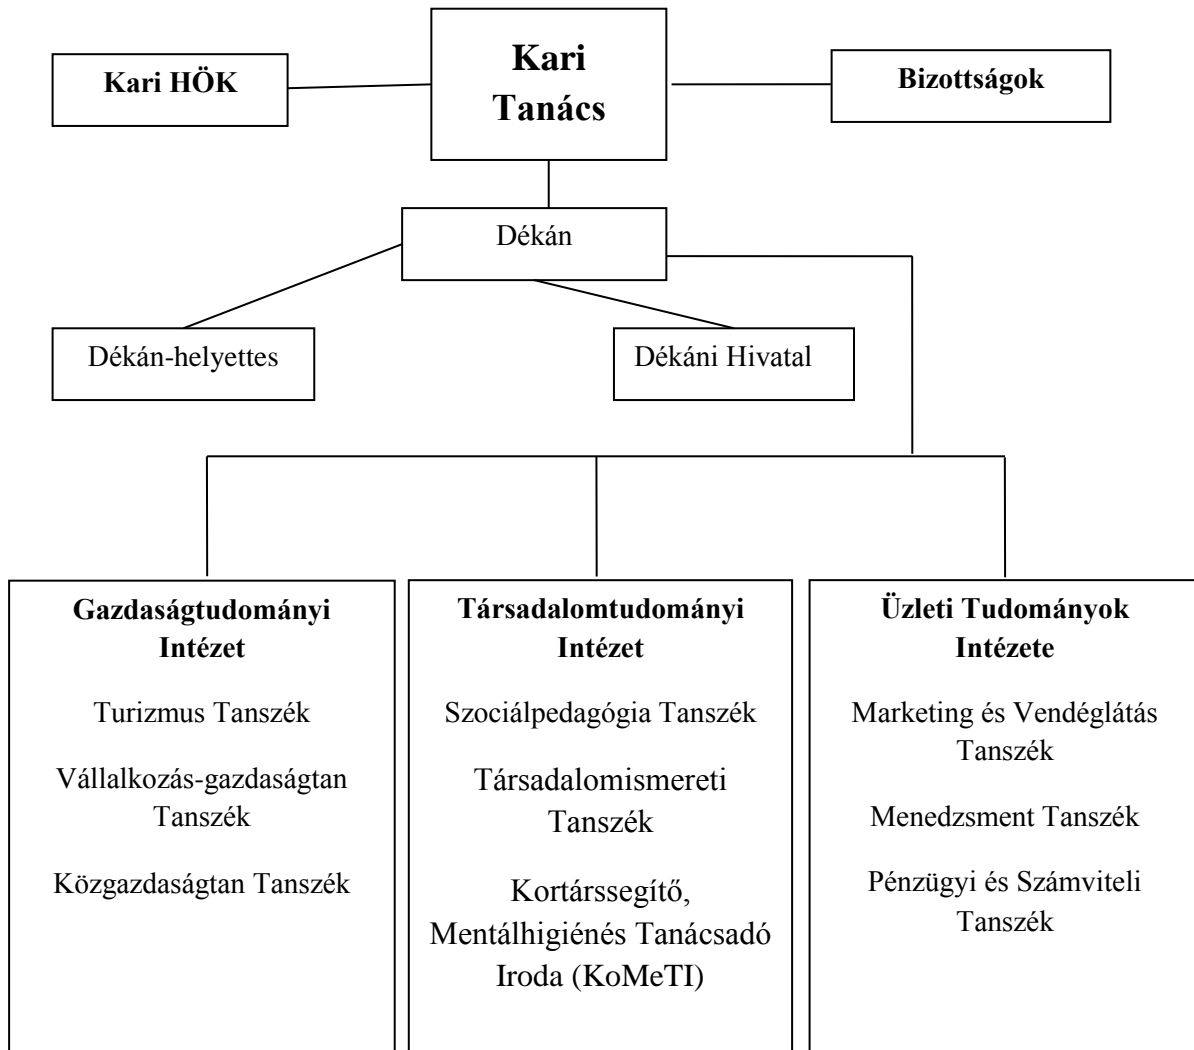 Kari HÖK
Kari
Tanács
Bizottságok
Dékán
Dékán-helyettes
Dékáni Hivatal
Gazdaságtudományi
Intézet
Turizmus Tanszék
Vállalkozás-gazdaságtan
Tanszék
Közgazdaságtan Tanszék
Társadalomtudományi
Intézet
Szociálpedagógia Tanszék
Társadalomismereti
Tanszék
Kortárssegítő,
Mentálhigiénés Tanácsadó
Iroda (KoMeTI)
Üzleti Tudományok
Intézete
Marketing és Vendéglátás
Tanszék
Menedzsment Tanszék
Pénzügyi és Számviteli
Tanszék